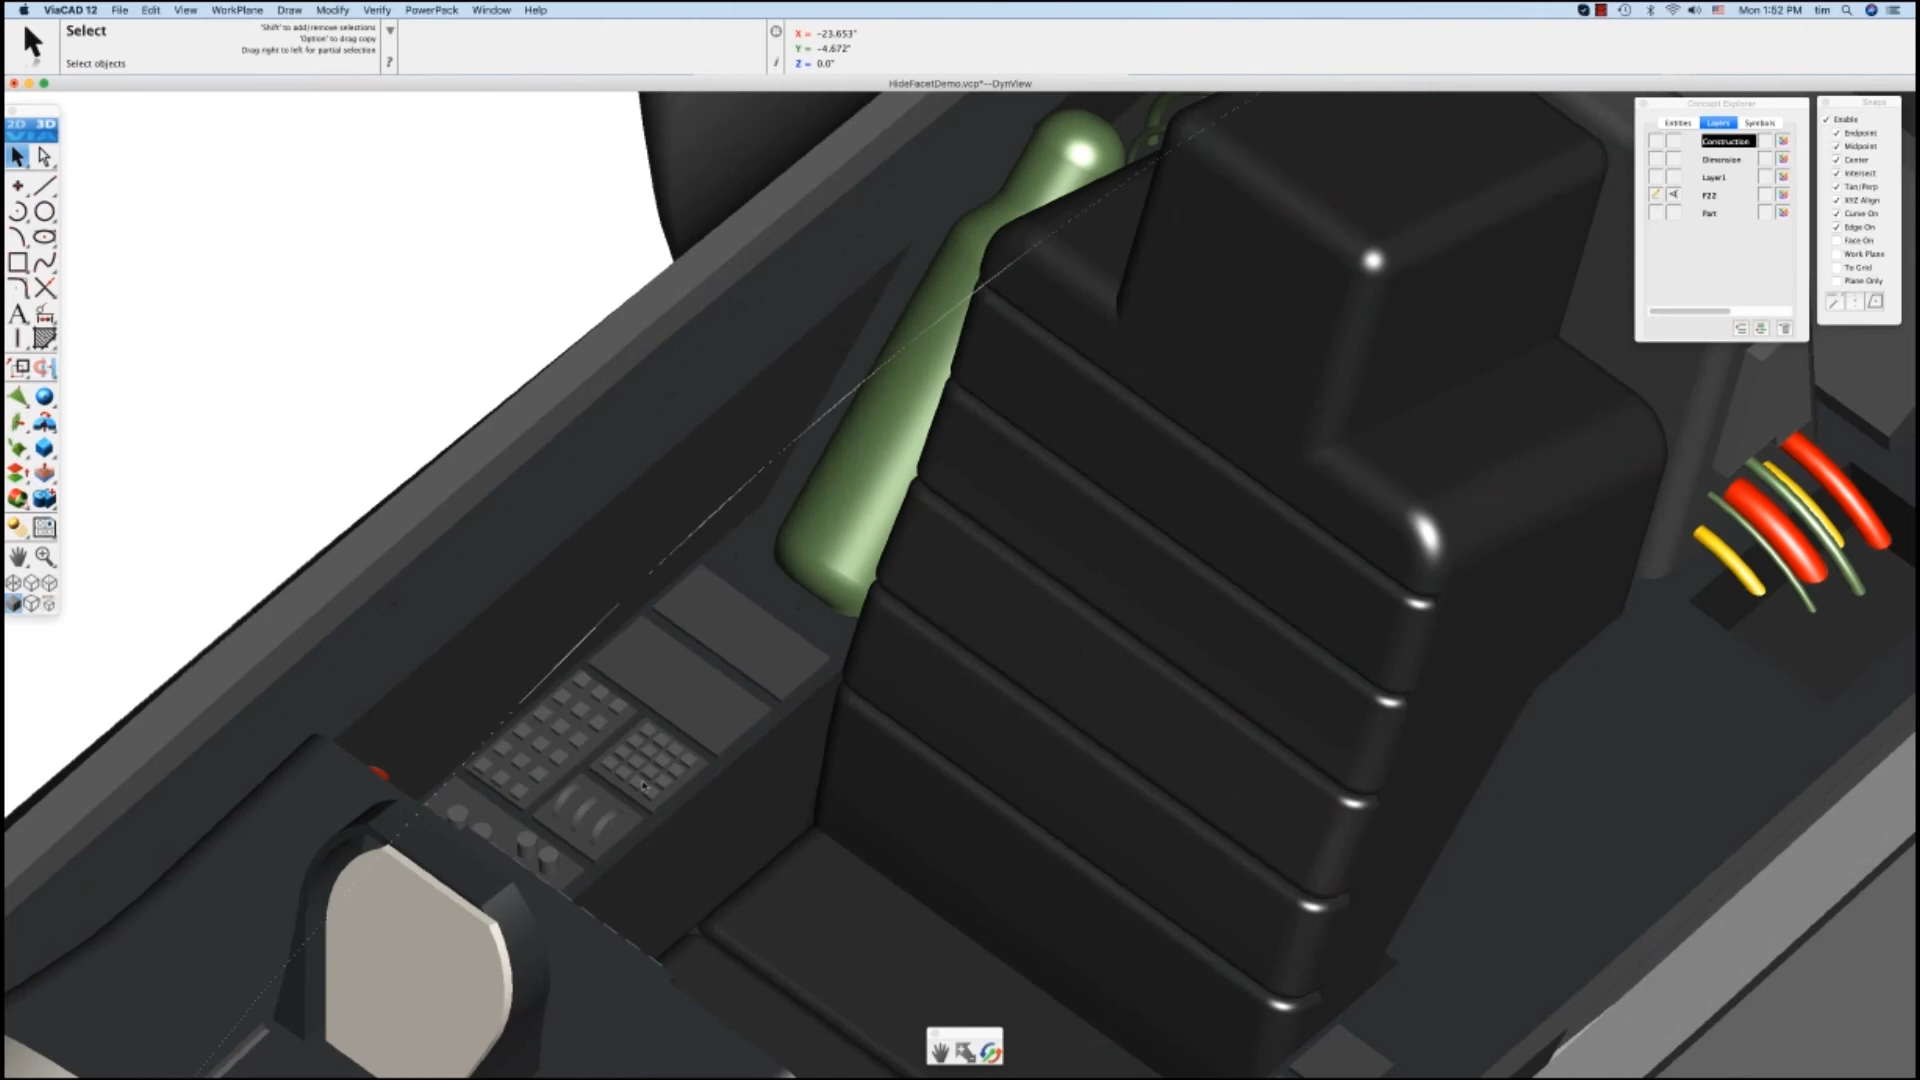 ViaCAD 12 File Edit View WorkPlane Draw Modify Verify PowerPack Window Help
Mon 1:52 PM tim
Select
'Shift' to add/remove selections
'Option' to drag copy
Drag right to left for partial selection
Select objects
?
i
X = -23.653"
Y = -4.672"
Z = 0.0"
HideFacetDemo.vcp*--DynView
2D 3D
VIA
A
Concept Explorer
Entities Layers Symbols
Construction
Dimension
Layer1
F22
Part
Snaps
Enable
Endpoint
Midpoint
Center
Intersect
Tan/Perp
XYZ Align
Curve On
Edge On
Face On
Work Plane
To Grid
Plane Only